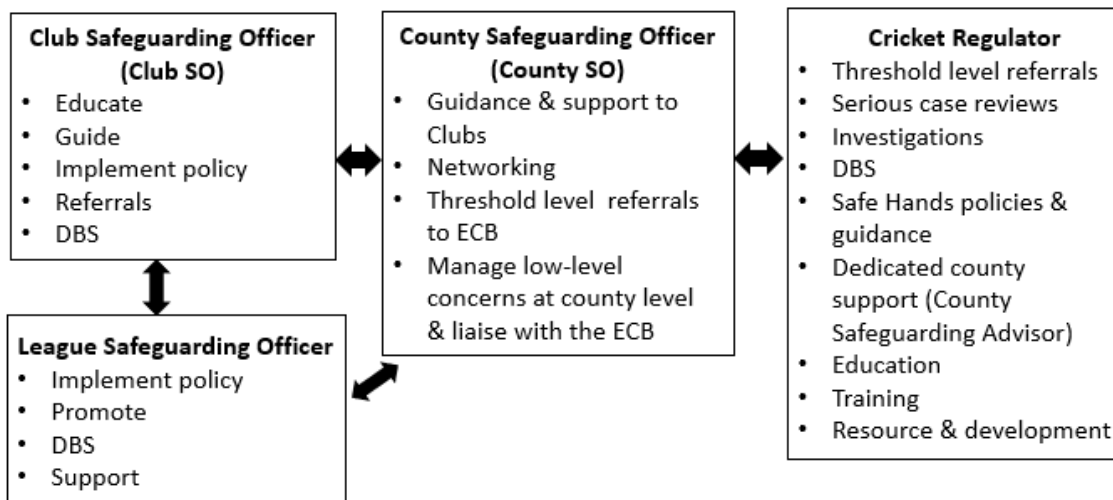 Club Safeguarding Officer
(Club SO)
• Educate
• Guide
• Implement policy
• Referrals
• DBS
League Safeguarding Officer
• Implement policy
• Promote
• DBS
• Support
County Safeguarding Officer
(County SO)
• Guidance & support to
Clubs
• Networking
• Threshold level  referrals
to ECB
• Manage low-level
concerns at county level
& liaise with the ECB
Cricket Regulator
• Threshold level referrals
• Serious case reviews
• Investigations
• DBS
• Safe Hands policies &
guidance
• Dedicated county
support (County
Safeguarding Advisor)
• Education
• Training
• Resource & development